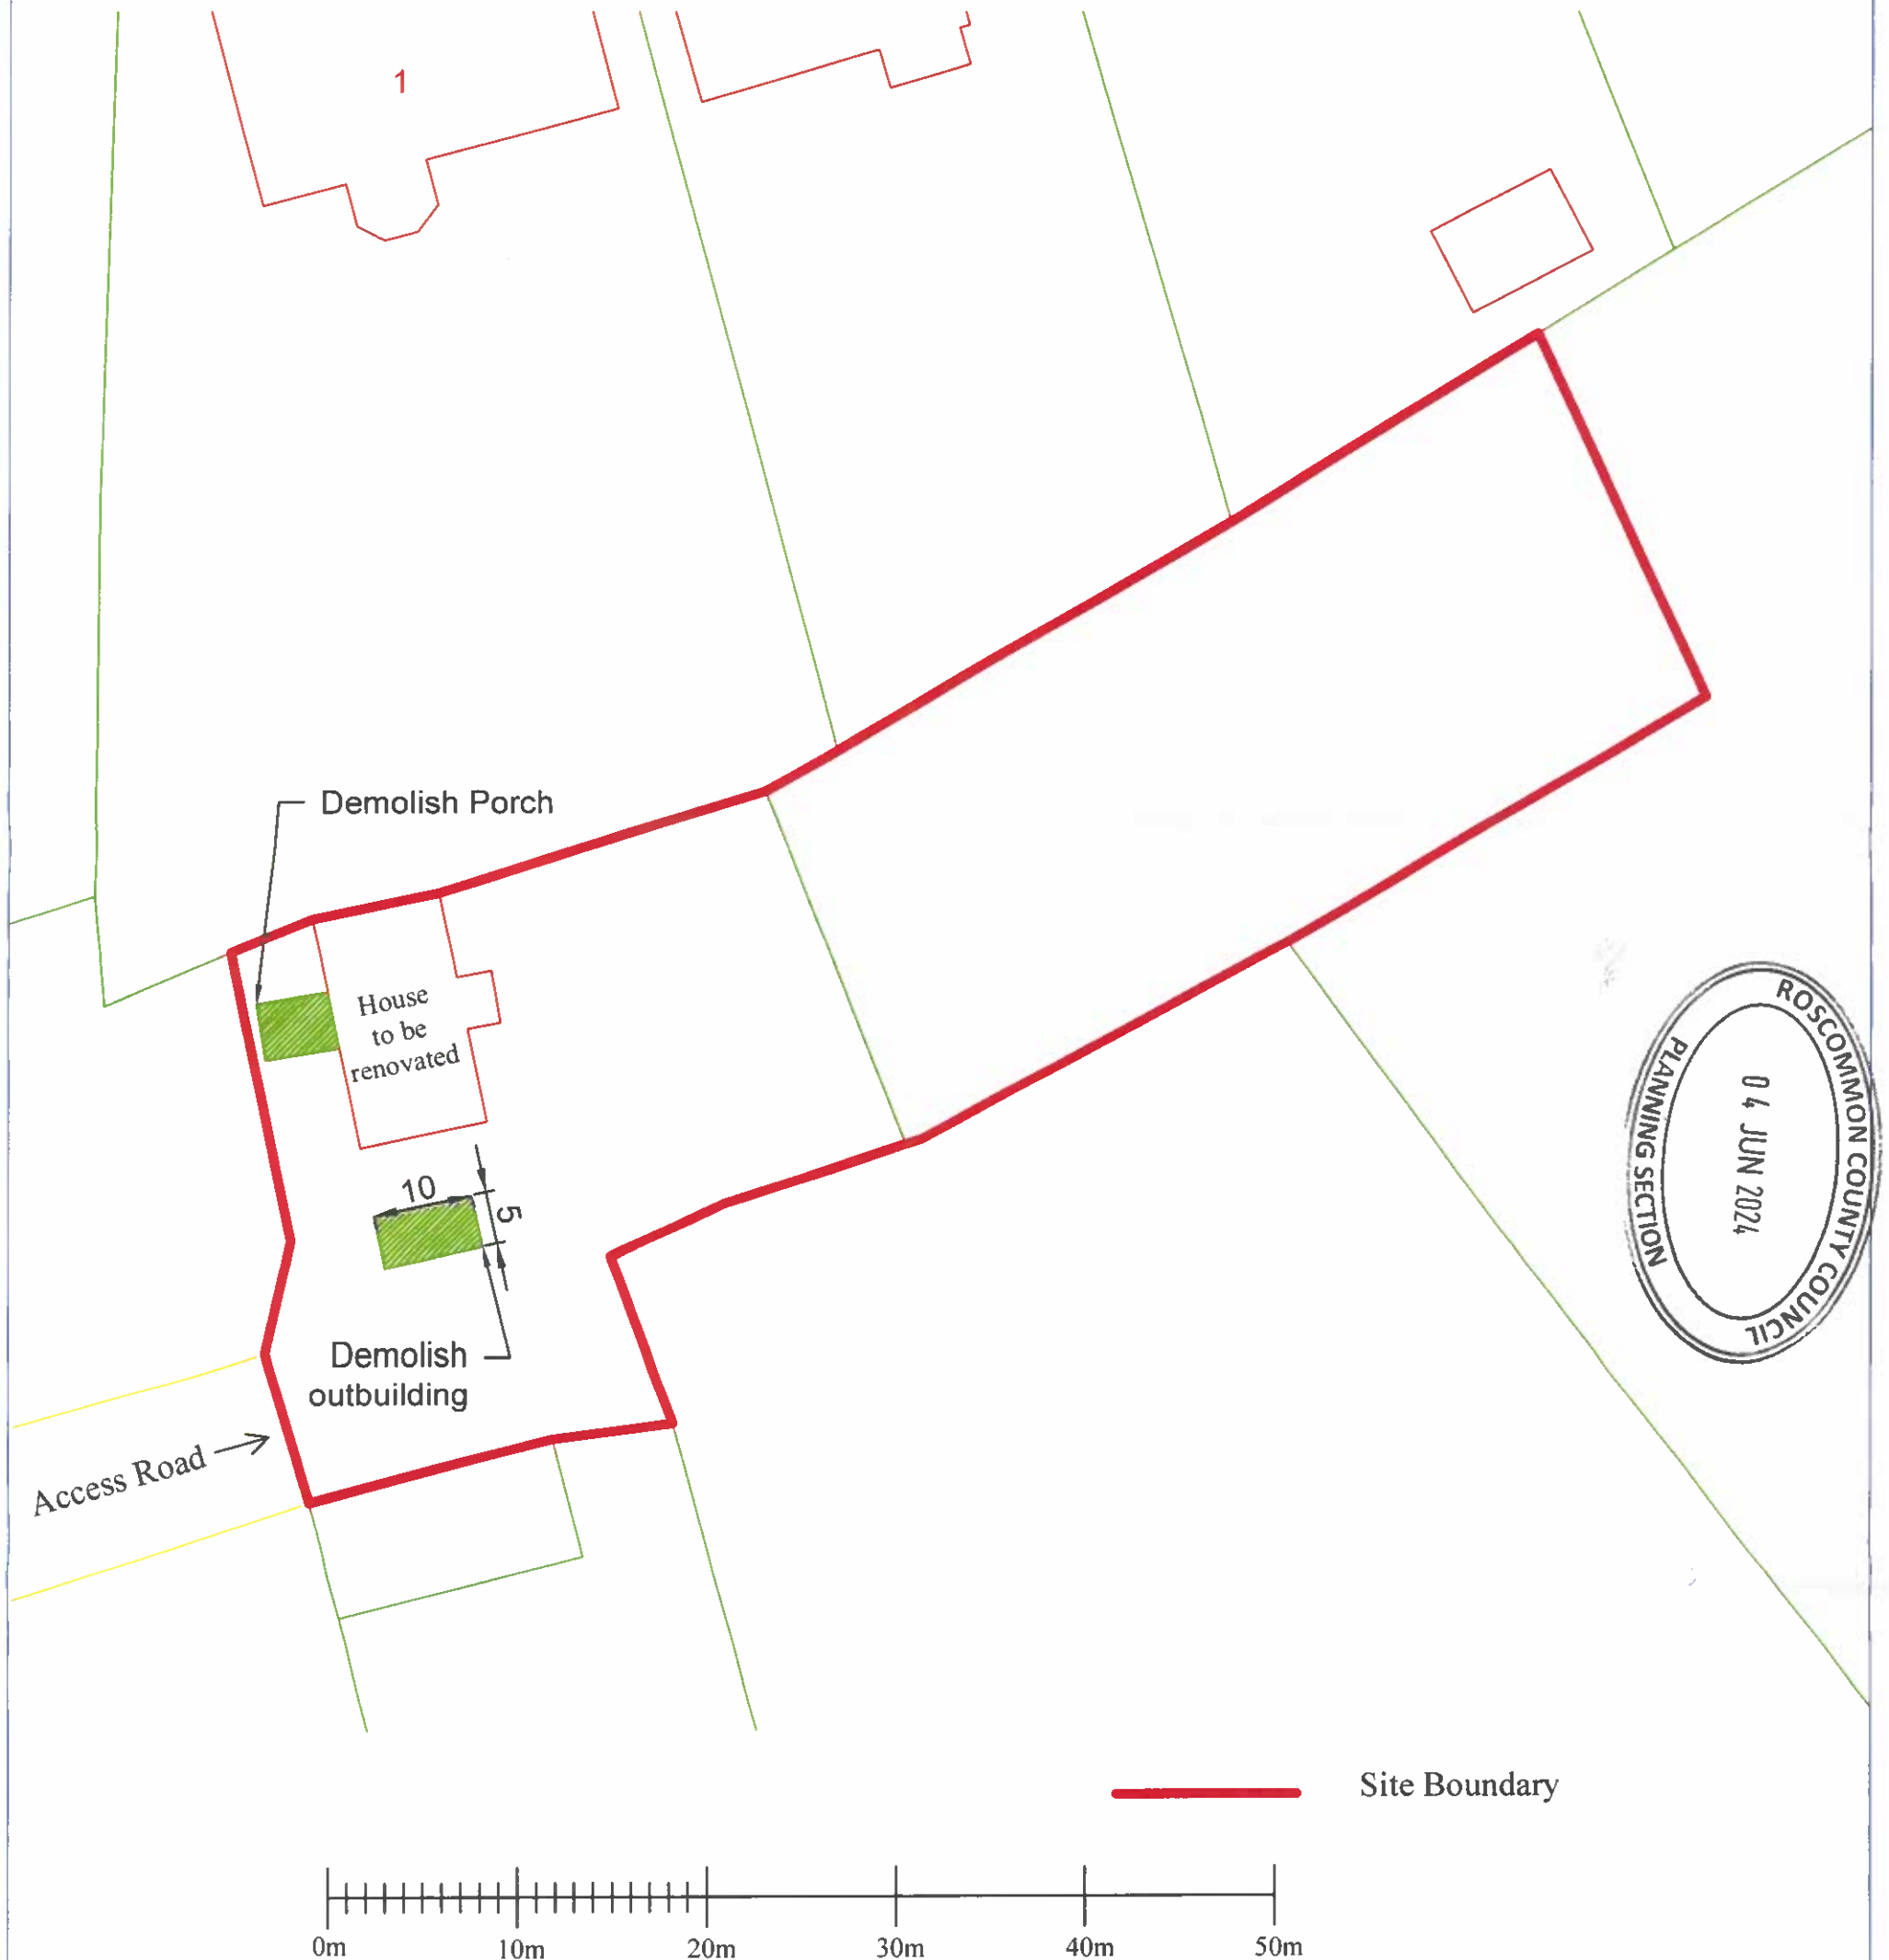 1
Demolish Porch
House
to be
renovated
10
5
Demolish
outbuilding
Access Road
ROSCOMMON COUNTY COUNCIL
04 JUN 2024
PLANNING SECTION
Site Boundary
0m 10m 20m 30m 40m 50m